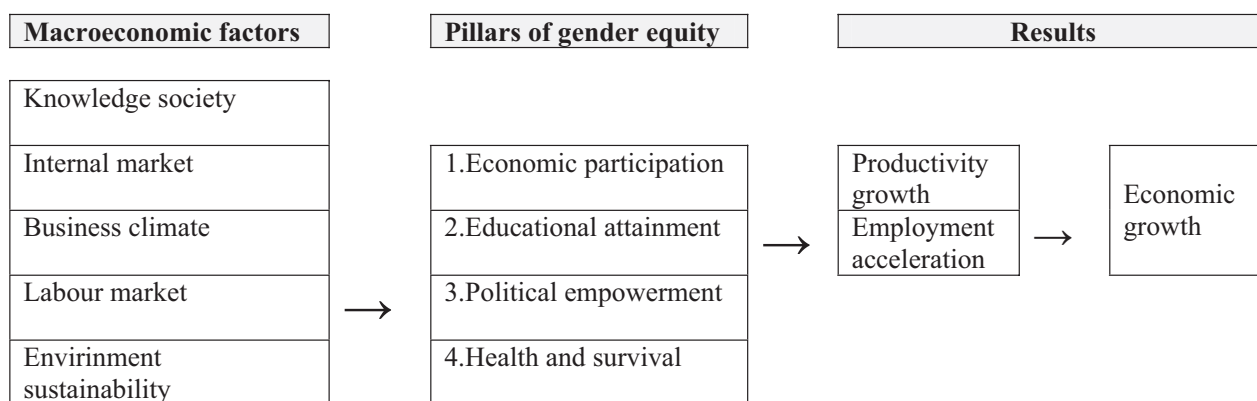 Macroeconomic factors
Pillars of gender equity
Results
Knowledge society
Internal market
Business climate
Labour market
Envirinment
sustainability
→
1.Economic participation
2.Educational attainment
3.Political empowerment
4.Health and survival
→
Productivity
growth
Employment
acceleration
→
Economic
growth